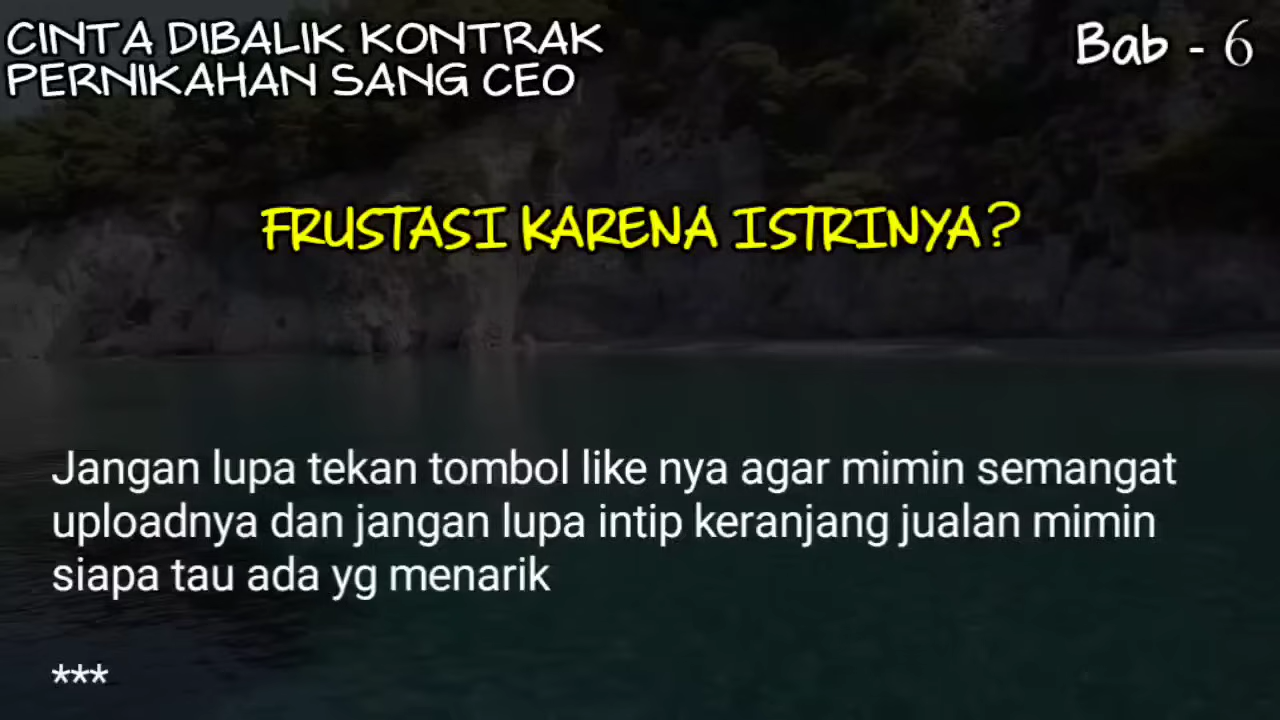 CINTA DIBALIK KONTRAK
PERNIKAHAN SANG CEO
Bab - 6
FRUSTASI KARENA ISTRINYA?
Jangan lupa tekan tombol like nya agar mimin semangat
uploadnya dan jangan lupa intip keranjang jualan mimin
siapa tau ada yg menarik
***